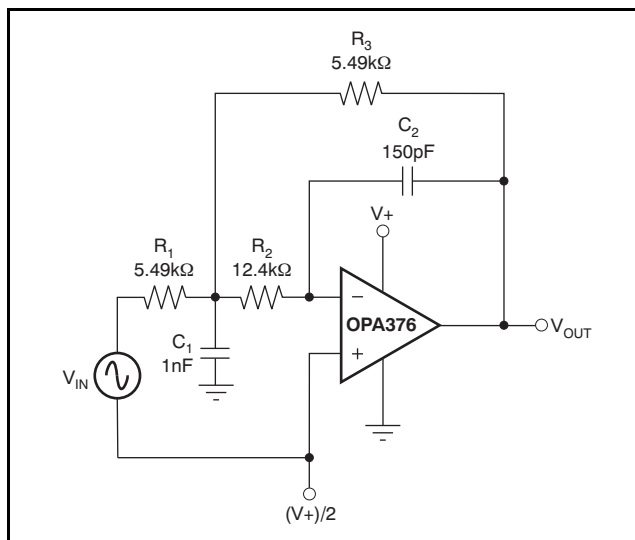 R3
5.49kΩ
C2
150pF
V+
R1
5.49kΩ
R2
12.4kΩ
−
OPA376
+
C1
1nF
VIN
VOUT
(V+)/2